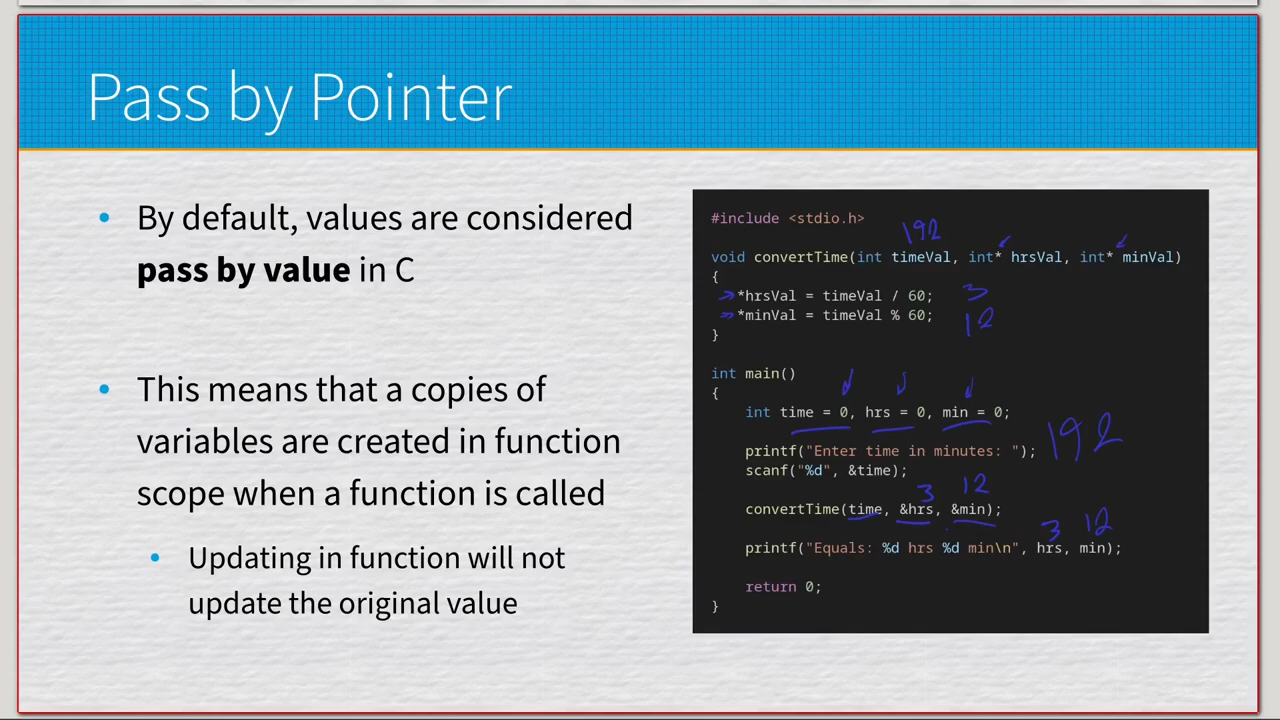 Pass by Pointer
• By default, values are considered
pass by value in C
• This means that a copies of
variables are created in function
scope when a function is called
• Updating in function will not
update the original value
#include <stdio.h>
192
void convertTime(int timeVal, int* hrsVal, int* minVal)
{
*hrsVal = timeVal / 60; 3
*minVal = timeVal % 60; 12
}
int main()
{
int time = 0, hrs = 0, min = 0;
printf("Enter time in minutes: "); 192
scanf("%d", &time);
3 12
convertTime(time, &hrs, &min);
3 12
printf("Equals: %d hrs %d min\n", hrs, min);
return 0;
}